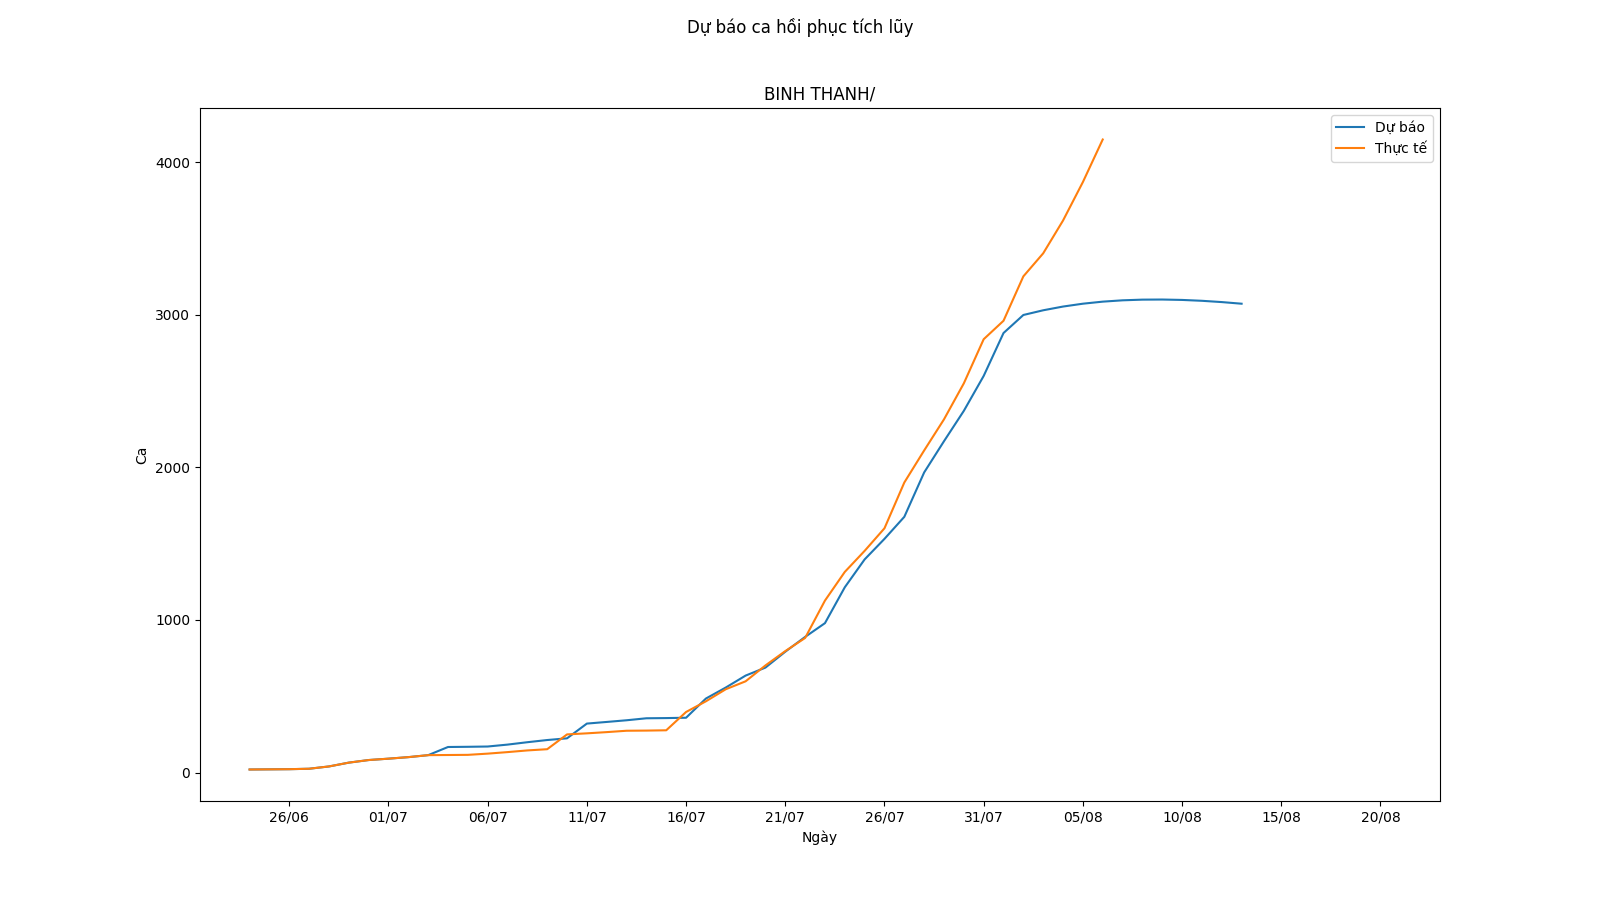 Dự báo ca hồi phục tích lũy
BINH THANH/
Dự báo
Thực tế
4000
3000
2000
1000
0
Ca
26/06 01/07 06/07 11/07 16/07 21/07 26/07 31/07 05/08 10/08 15/08 20/08
Ngày